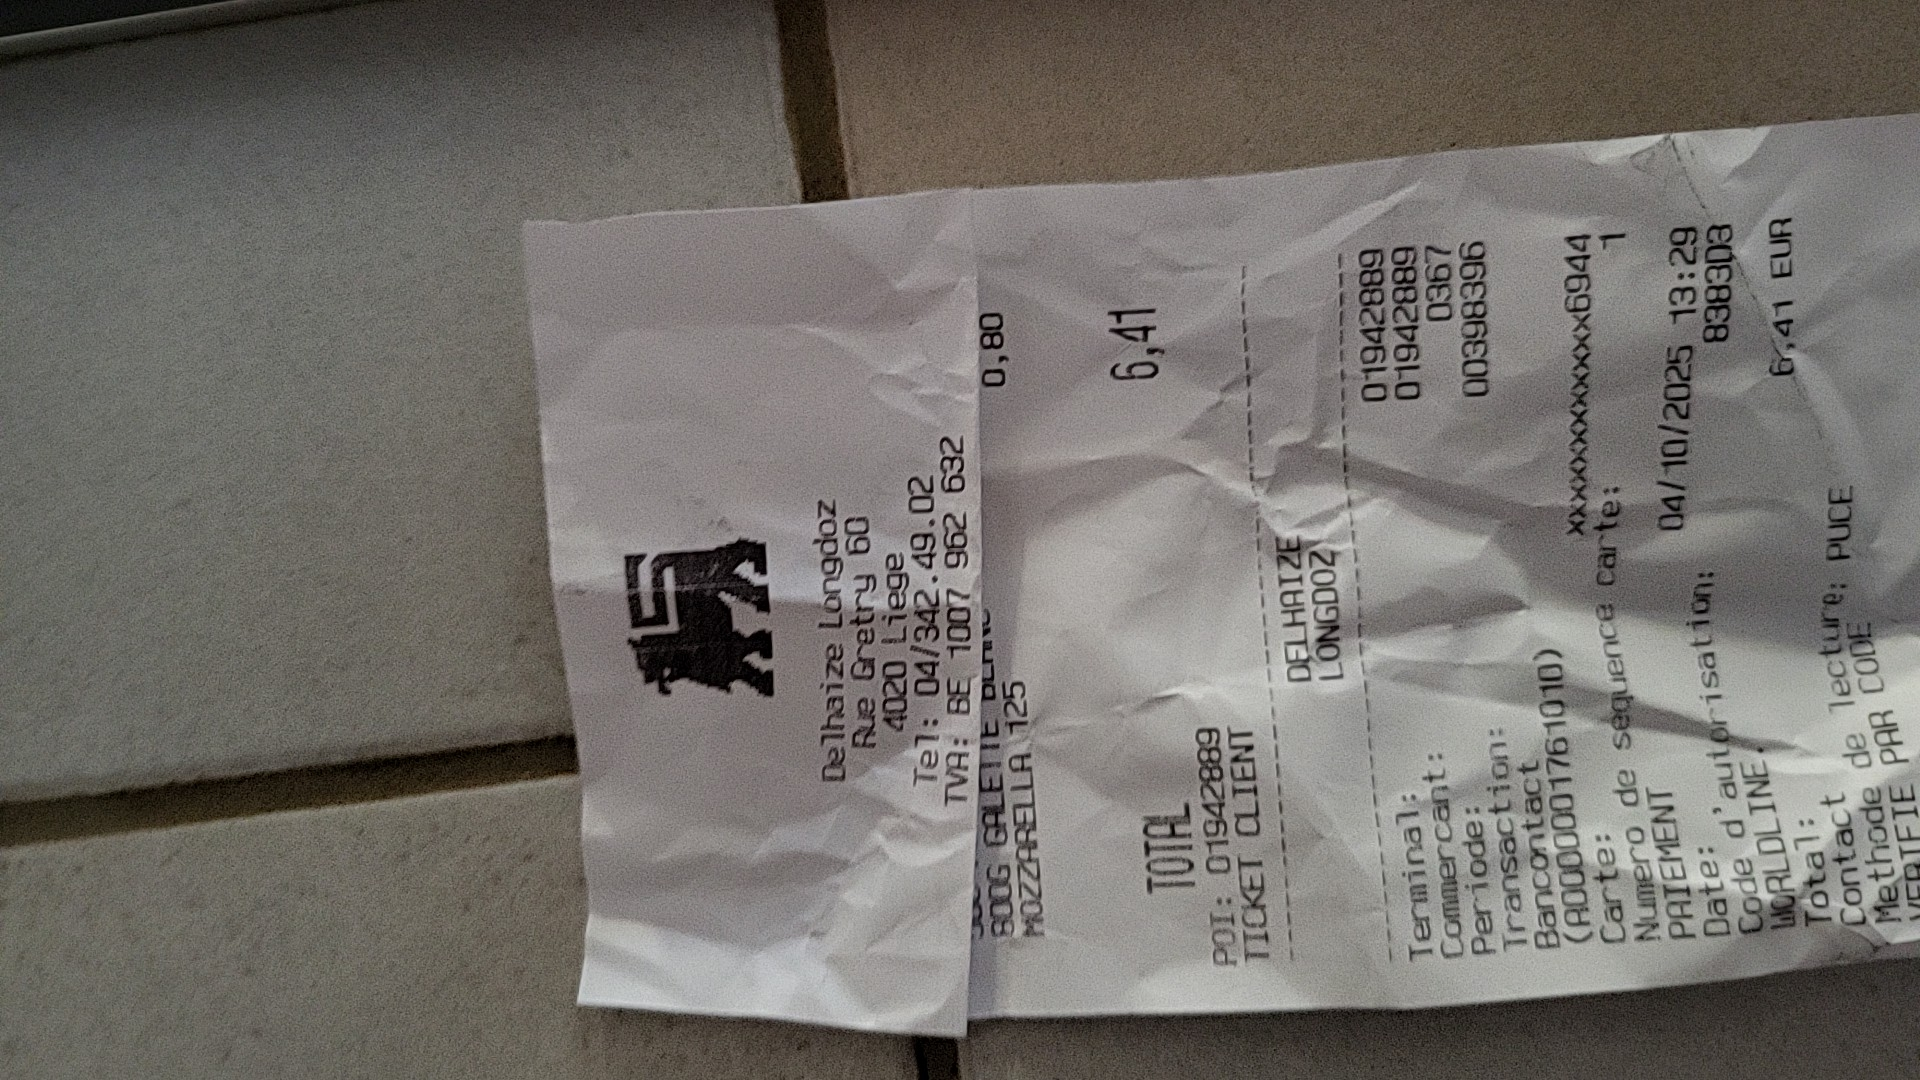 Delhaize Longdoz
Rue Gretry 60
4020 Liege
Tel: 04/342.49.02
TVA: BE 1007 962 632
800G GALETTE
MOZZARELLA 125 0,80
TOTAL 6,41
POI: 01942889
TICKET CLIENT
DELHAIZE
LONGDOZ
Terminal: 01942889
Commercant: 01942889
Periode: 0367
Transaction: 00398396
Bancontact
(A0000001761010)
Carte: xxxxxxxxxxxxx6944
Numero de sequence carte: 1
PAIEMENT
Date: 04/10/2025 13:29
Code d'autorisation: 838303
WORLDLINE.
Total: 6,41 EUR
Contact de lecture: PUCE
Methode PAR CODE
VERIFIE